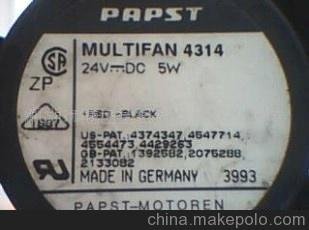 PAPST
MULTIFAN 4314
24V DC 5W
ZP
+RED -BLACK
US-PAT. 4374347,4547714,
4554473,4429263
GB-PAT. 1392582,2075288,
2133082
MADE IN GERMANY 3993
PAPST-MOTOREN
china.makepolo.com